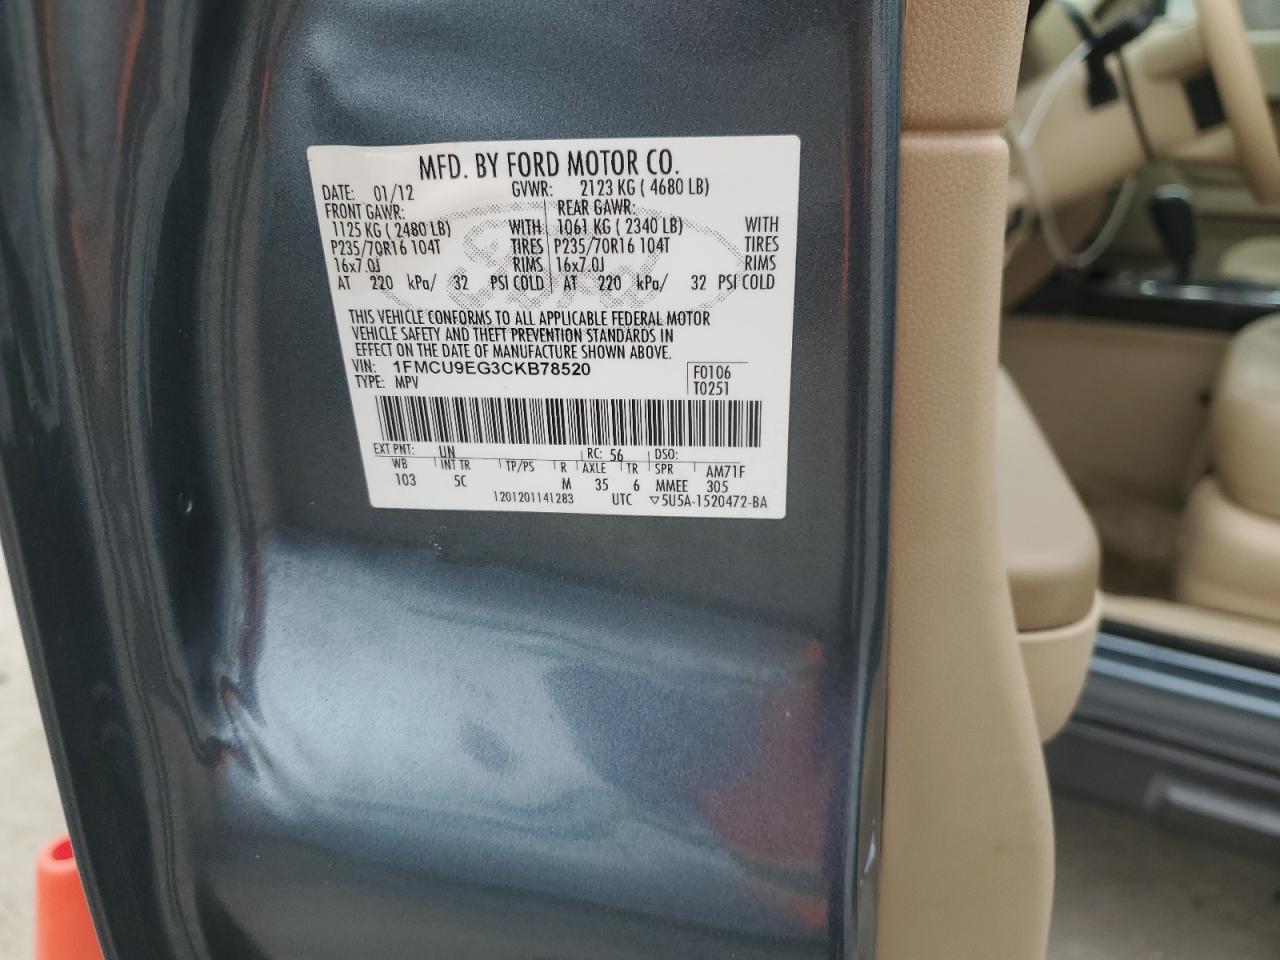 MFD. BY FORD MOTOR CO.
DATE: 01/12 GVWR: 2123 KG ( 4680 LB)
FRONT GAWR: REAR GAWR:
1125 KG ( 2480 LB) WITH 1061 KG ( 2340 LB) WITH
P235/70R16 104T TIRES P235/70R16 104T TIRES
16x7.0J RIMS 16x7.0J RIMS
AT 220 kPa/ 32 PSI COLD AT 220 kPa/ 32 PSI COLD
THIS VEHICLE CONFORMS TO ALL APPLICABLE FEDERAL MOTOR
VEHICLE SAFETY AND THEFT PREVENTION STANDARDS IN
EFFECT ON THE DATE OF MANUFACTURE SHOWN ABOVE.
VIN: 1FMCU9EG3CKB78520 F0106
TYPE: MPV T0251
EXT PNT: UN RC: 56 DSO:
WB INT TR TP/PS R AXLE TR SPR AM71F
103 5C M 35 6 MMEE 305
1201201141283 UTC ▽5U5A-1520472-BA